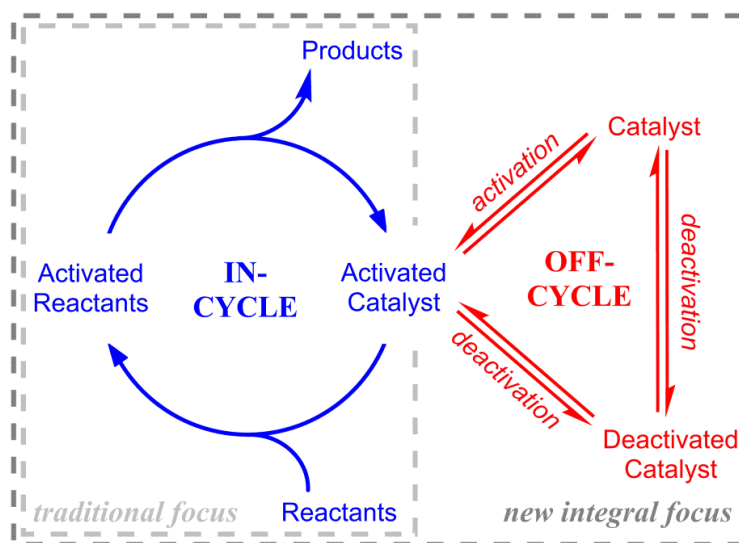 Products
Catalyst
activation
Activated
Reactants
IN-
CYCLE
Activated
Catalyst
OFF-
CYCLE
deactivation
deactivation
Deactivated
Catalyst
Reactants
traditional focus
new integral focus